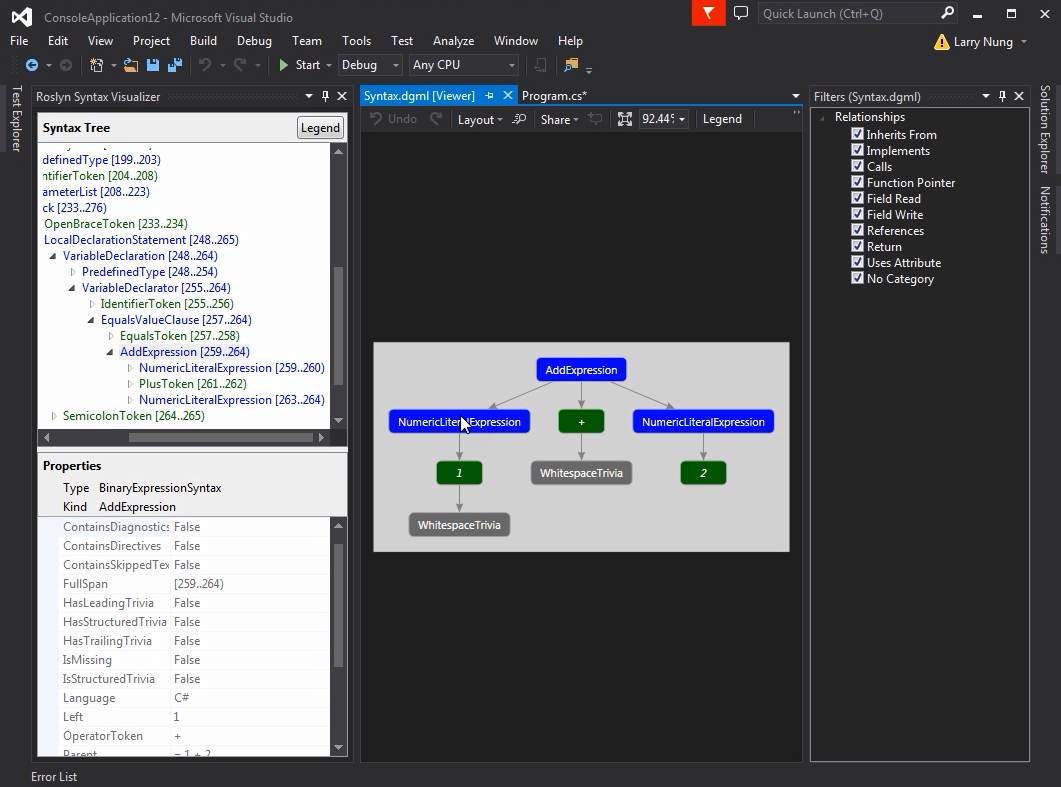 ConsoleApplication12 - Microsoft Visual Studio
Quick Launch (Ctrl+Q)
File Edit View Project Build Debug Team Tools Test Analyze Window Help
Larry Nung
Start Debug Any CPU
Test Explorer
Roslyn Syntax Visualizer
Syntax Tree
Legend
definedType [199..203)
ntifierToken [204..208)
ameterList [208..223)
ck [233..276)
OpenBraceToken [233..234)
LocalDeclarationStatement [248..265)
VariableDeclaration [248..264)
PredefinedType [248..254)
VariableDeclarator [255..264)
IdentifierToken [255..256)
EqualsValueClause [257..264)
EqualsToken [257..258)
AddExpression [259..264)
NumericLiteralExpression [259..260)
PlusToken [261..262)
NumericLiteralExpression [263..264)
SemicolonToken [264..265)
Properties
Type BinaryExpressionSyntax
Kind AddExpression
ContainsDiagnostics False
ContainsDirectives False
ContainsSkippedTex False
FullSpan [259..264)
HasLeadingTrivia False
HasStructuredTrivia False
HasTrailingTrivia False
IsMissing False
IsStructuredTrivia False
Language C#
Left 1
OperatorToken +
Parent = 1 + 2
Syntax.dgml [Viewer] Program.cs*
Undo Layout Share 92.44% Legend
AddExpression
NumericLiteralExpression + NumericLiteralExpression
1 WhitespaceTrivia 2
WhitespaceTrivia
Filters (Syntax.dgml)
Relationships
Inherits From
Implements
Calls
Function Pointer
Field Read
Field Write
References
Return
Uses Attribute
No Category
Solution Explorer
Notifications
Error List